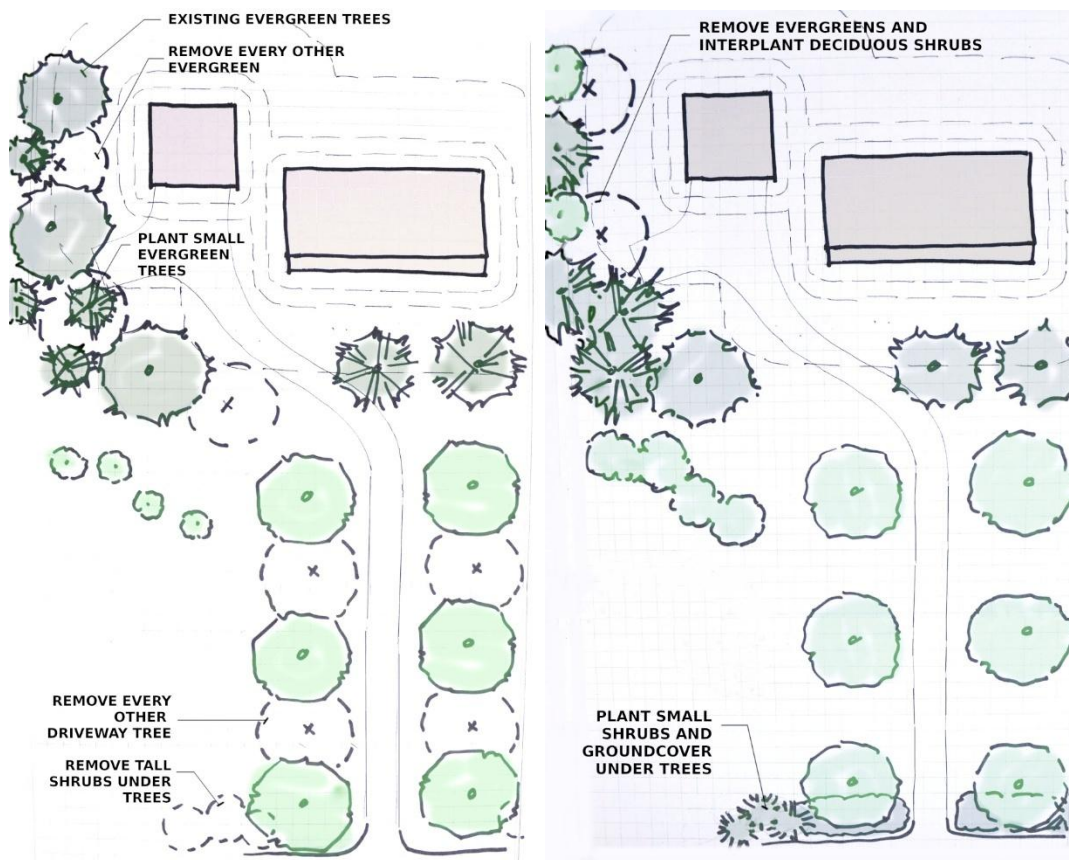 EXISTING EVERGREEN TREES
REMOVE EVERY OTHER
EVERGREEN
PLANT SMALL
EVERGREEN
TREES
REMOVE EVERY
OTHER
DRIVEWAY TREE
REMOVE TALL
SHRUBS UNDER
TREES
REMOVE EVERGREENS AND
INTERPLANT DECIDUOUS SHRUBS
PLANT SMALL
SHRUBS AND
GROUNDCOVER
UNDER TREES